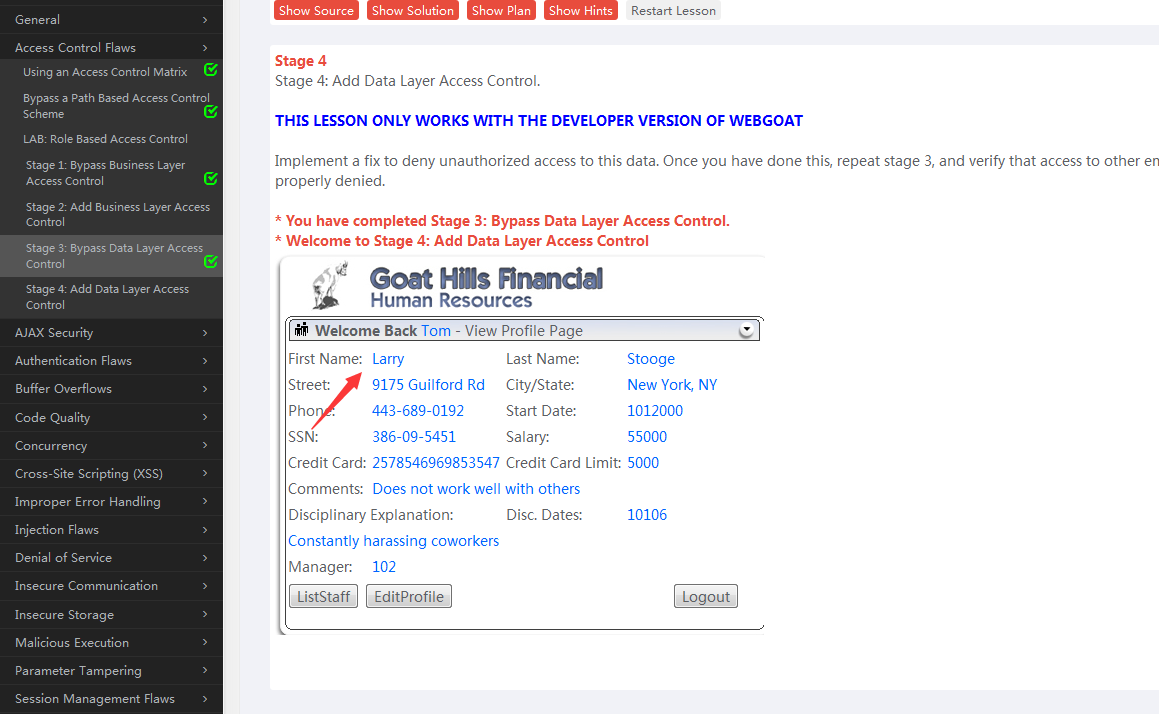 General
Access Control Flaws
Using an Access Control Matrix
Bypass a Path Based Access Control
Scheme
LAB: Role Based Access Control
Stage 1: Bypass Business Layer
Access Control
Stage 2: Add Business Layer Access
Control
Stage 3: Bypass Data Layer Access
Control
Stage 4: Add Data Layer Access
Control
AJAX Security
Authentication Flaws
Buffer Overflows
Code Quality
Concurrency
Cross-Site Scripting (XSS)
Improper Error Handling
Injection Flaws
Denial of Service
Insecure Communication
Insecure Storage
Malicious Execution
Parameter Tampering
Session Management Flaws
Show Source Show Solution Show Plan Show Hints Restart Lesson
Stage 4
Stage 4: Add Data Layer Access Control.
THIS LESSON ONLY WORKS WITH THE DEVELOPER VERSION OF WEBGOAT
Implement a fix to deny unauthorized access to this data. Once you have done this, repeat stage 3, and verify that access to other
properly denied.
* You have completed Stage 3: Bypass Data Layer Access Control.
* Welcome to Stage 4: Add Data Layer Access Control
Goat Hills Financial
Human Resources
Welcome Back Tom - View Profile Page
First Name: Larry Last Name: Stooge
Street: 9175 Guilford Rd City/State: New York, NY
Phone: 443-689-0192 Start Date: 1012000
SSN: 386-09-5451 Salary: 55000
Credit Card: 2578546969853547 Credit Card Limit: 5000
Comments: Does not work well with others
Disciplinary Explanation: Disc. Dates: 10106
Constantly harassing coworkers
Manager: 102
ListStaff EditProfile Logout